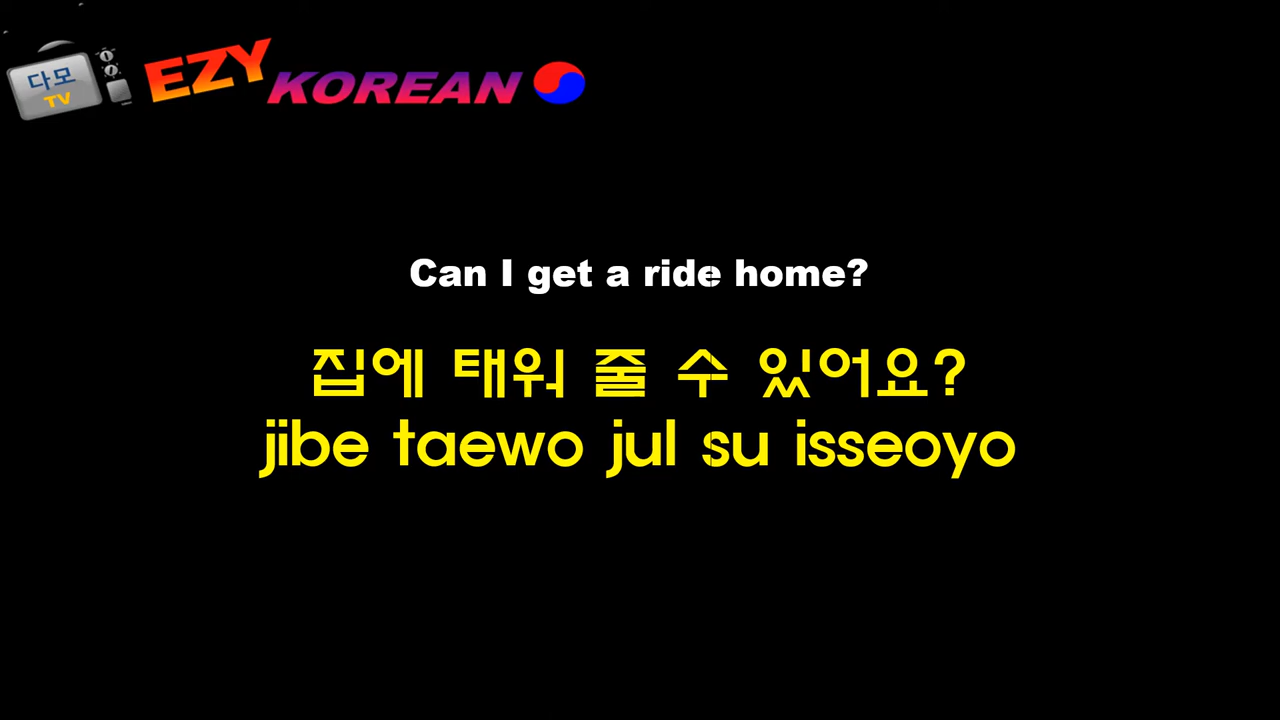 다모 TV
EZY KOREAN
Can I get a ride home?
집에 태워 줄 수 있어요?
jibe taewo jul su isseoyo